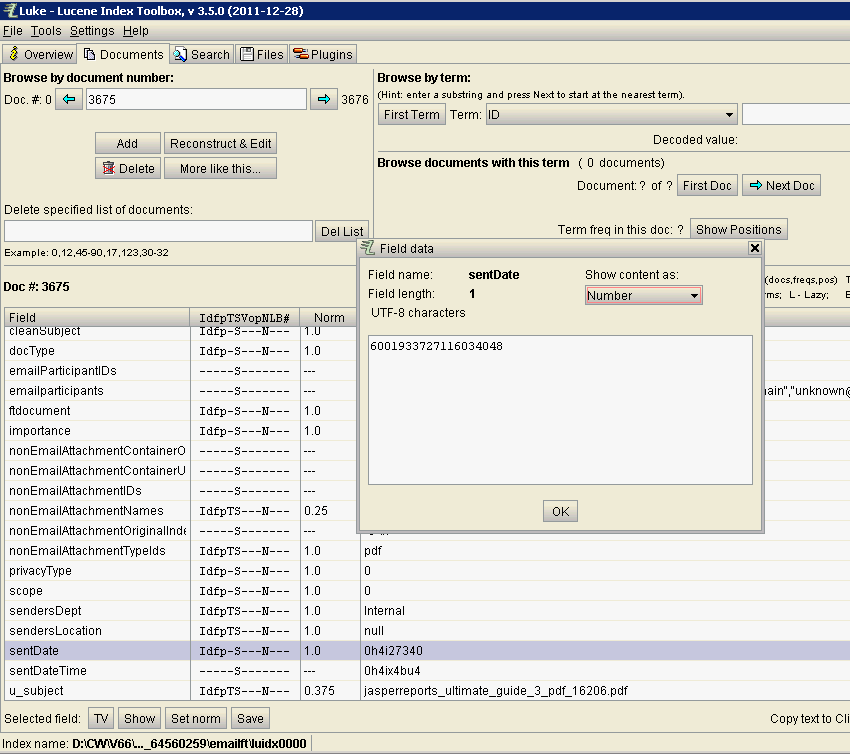 Luke - Lucene Index Toolbox, v 3.5.0 (2011-12-28)
File Tools Settings Help
Overview Documents Search Files Plugins
Browse by document number:
Doc. #: 0 3675 3676
Add Reconstruct & Edit
Delete More like this...
Delete specified list of documents:
Del List
Example: 0,12,45-90,17,123,30-32
Browse by term:
(Hint: enter a substring and press Next to start at the nearest term).
First Term Term: ID
Decoded value:
Browse documents with this term ( 0 documents)
Document: ? of ? First Doc Next Doc
Term freq in this doc: ? Show Positions
Doc #: 3675
(docs,freqs,pos) T
ms; L - Lazy; E
Field IdfpTSVopNLB# Norm
cleanSubject Idfp-S---N--- 1.0
docType Idfp-S---N--- 1.0
emailParticipantIDs -----S------- ---
emailparticipants -----S------- --- nain","unknown@
ftdocument Idfp-S---N--- 1.0
importance Idfp-S---N--- 1.0
nonEmailAttachmentContainerO -----S------- ---
nonEmailAttachmentContainerU -----S------- ---
nonEmailAttachmentIDs -----S------- ---
nonEmailAttachmentNames IdfpTS---N--- 0.25
nonEmailAttachmentOriginalInde -----S------- ---
nonEmailAttachmentTypeIds IdfpTS---N--- 1.0 pdf
privacyType Idfp-S---N--- 1.0 0
scope Idfp-S---N--- 1.0 0
sendersDept IdfpTS---N--- 1.0 Internal
sendersLocation IdfpTS---N--- 1.0 null
sentDate Idfp-S---N--- 1.0 0h4i27340
sentDateTime -----S------- --- 0h4ix4bu4
u_subject IdfpTS---N--- 0.375 jasperreports_ultimate_guide_3_pdf_16206.pdf
Field data
Field name: sentDate Show content as:
Field length: 1 Number
UTF-8 characters
6001933727116034048
OK
Selected field: TV Show Set norm Save Copy text to Cli
Index name: D:\CW\V66\..._64560259\emailft\luidx0000